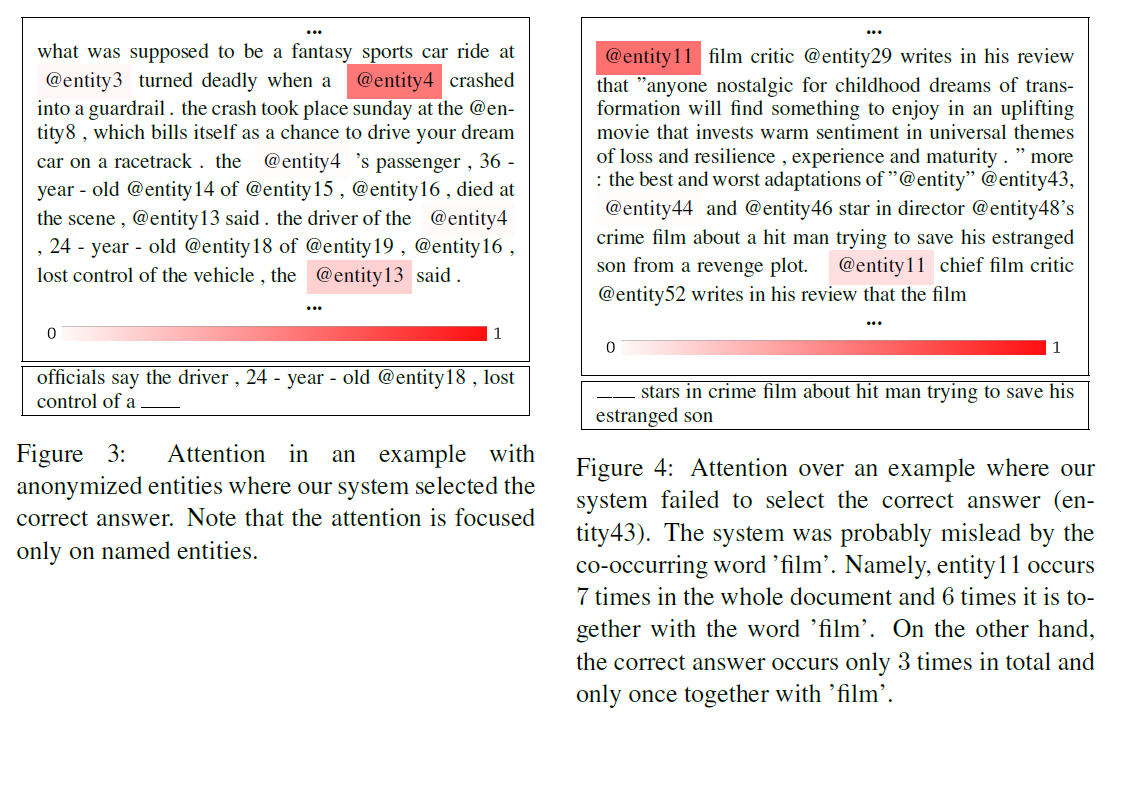 ...
what was supposed to be a fantasy sports car ride at
@entity3 turned deadly when a @entity4 crashed
into a guardrail . the crash took place sunday at the @en-
tity8 , which bills itself as a chance to drive your dream
car on a racetrack . the @entity4 's passenger , 36 -
year - old @entity14 of @entity15 , @entity16 , died at
the scene , @entity13 said . the driver of the @entity4
, 24 - year - old @entity18 of @entity19 , @entity16 ,
lost control of the vehicle , the @entity13 said .
...
0 1
officials say the driver , 24 - year - old @entity18 , lost
control of a ____
Figure 3: Attention in an example with
anonymized entities where our system selected the
correct answer. Note that the attention is focused
only on named entities.
...
@entity11 film critic @entity29 writes in his review
that ”anyone nostalgic for childhood dreams of trans-
formation will find something to enjoy in an uplifting
movie that invests warm sentiment in universal themes
of loss and resilience , experience and maturity . ” more
: the best and worst adaptations of ”@entity” @entity43,
@entity44 and @entity46 star in director @entity48's
crime film about a hit man trying to save his estranged
son from a revenge plot. @entity11 chief film critic
@entity52 writes in his review that the film
...
0 1
____ stars in crime film about hit man trying to save his
estranged son
Figure 4: Attention over an example where our
system failed to select the correct answer (en-
tity43). The system was probably mislead by the
co-occurring word ’film’. Namely, entity11 occurs
7 times in the whole document and 6 times it is to-
gether with the word ’film’. On the other hand,
the correct answer occurs only 3 times in total and
only once together with ’film’.